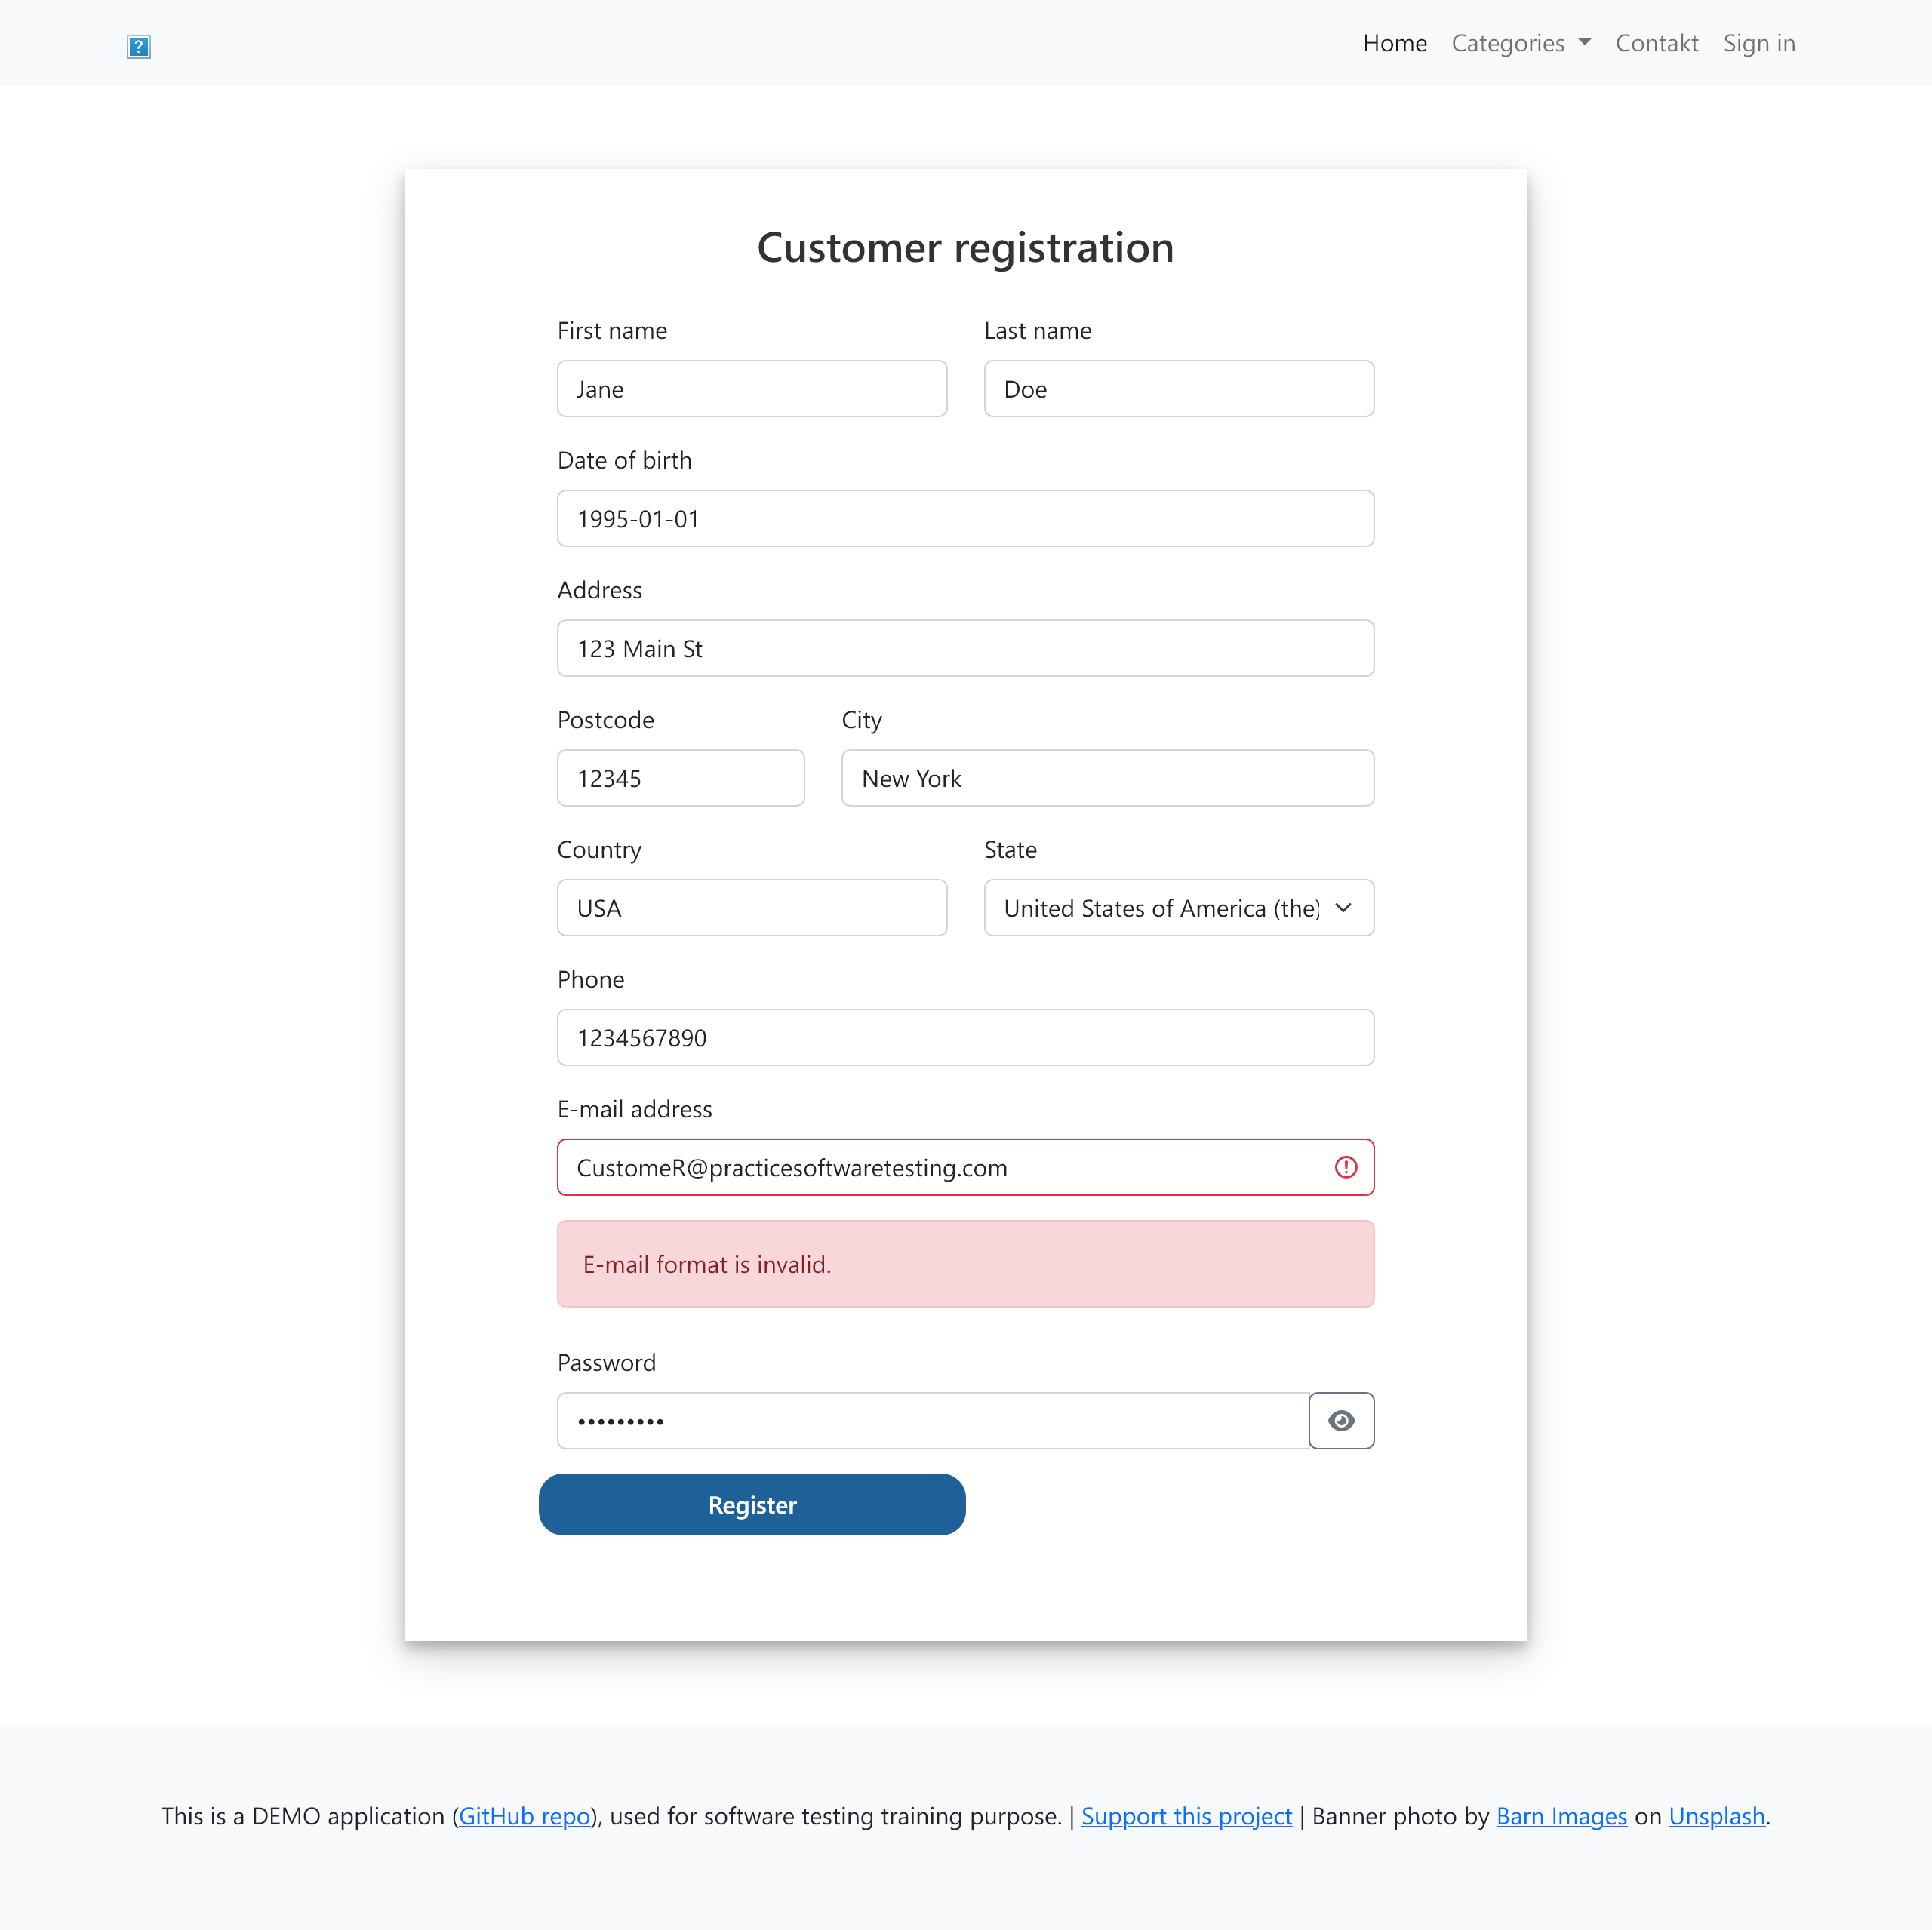 Home Categories Contakt Sign in
Customer registration
First name Last name
Jane Doe
Date of birth
1995-01-01
Address
123 Main St
Postcode City
12345 New York
Country State
USA United States of America (the)
Phone
1234567890
E-mail address
CustomeR@practicesoftwaretesting.com
E-mail format is invalid.
Password
•••••••••
Register
This is a DEMO application (GitHub repo), used for software testing training purpose. | Support this project | Banner photo by Barn Images on Unsplash.